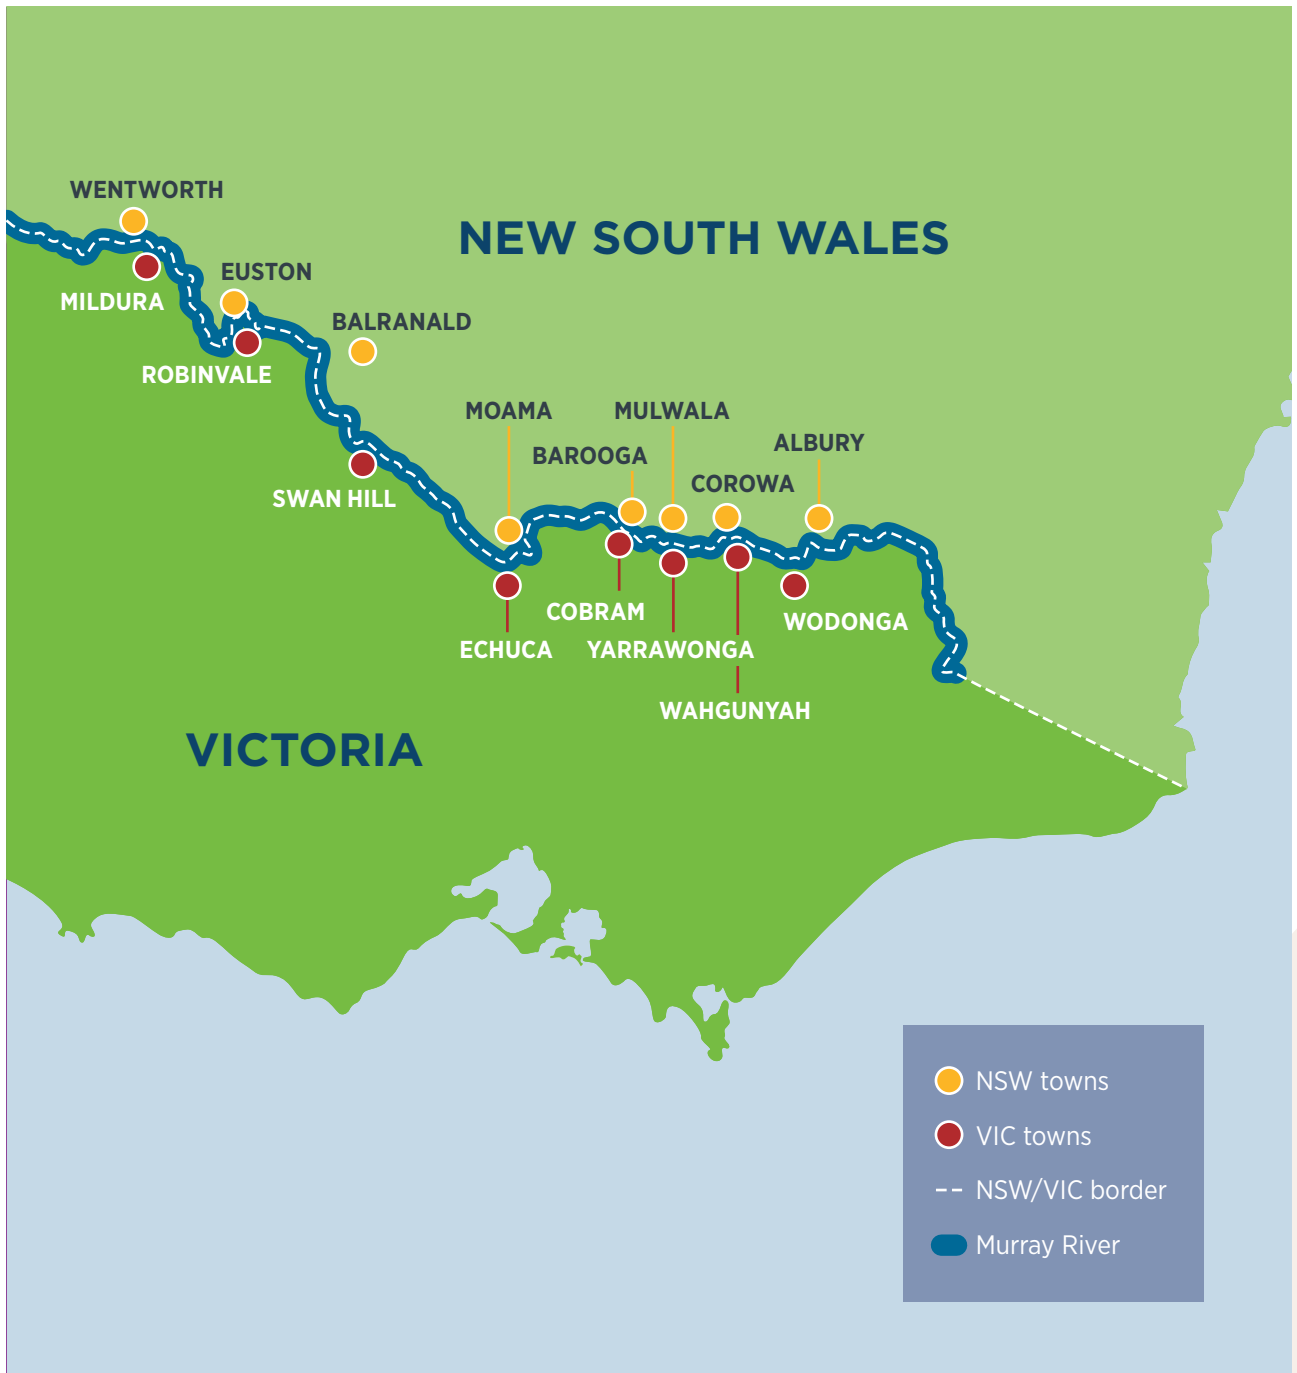 WENTWORTH
NEW SOUTH WALES
EUSTON
MILDURA
BALRANALD
ROBINVALE
MOAMA
MULWALA
ALBURY
BAROOGA
COROWA
SWAN HILL
COBRAM
WODONGA
ECHUCA
YARRAWONGA
WAHGUNYAH
VICTORIA
NSW towns
VIC towns
NSW/VIC border
Murray River